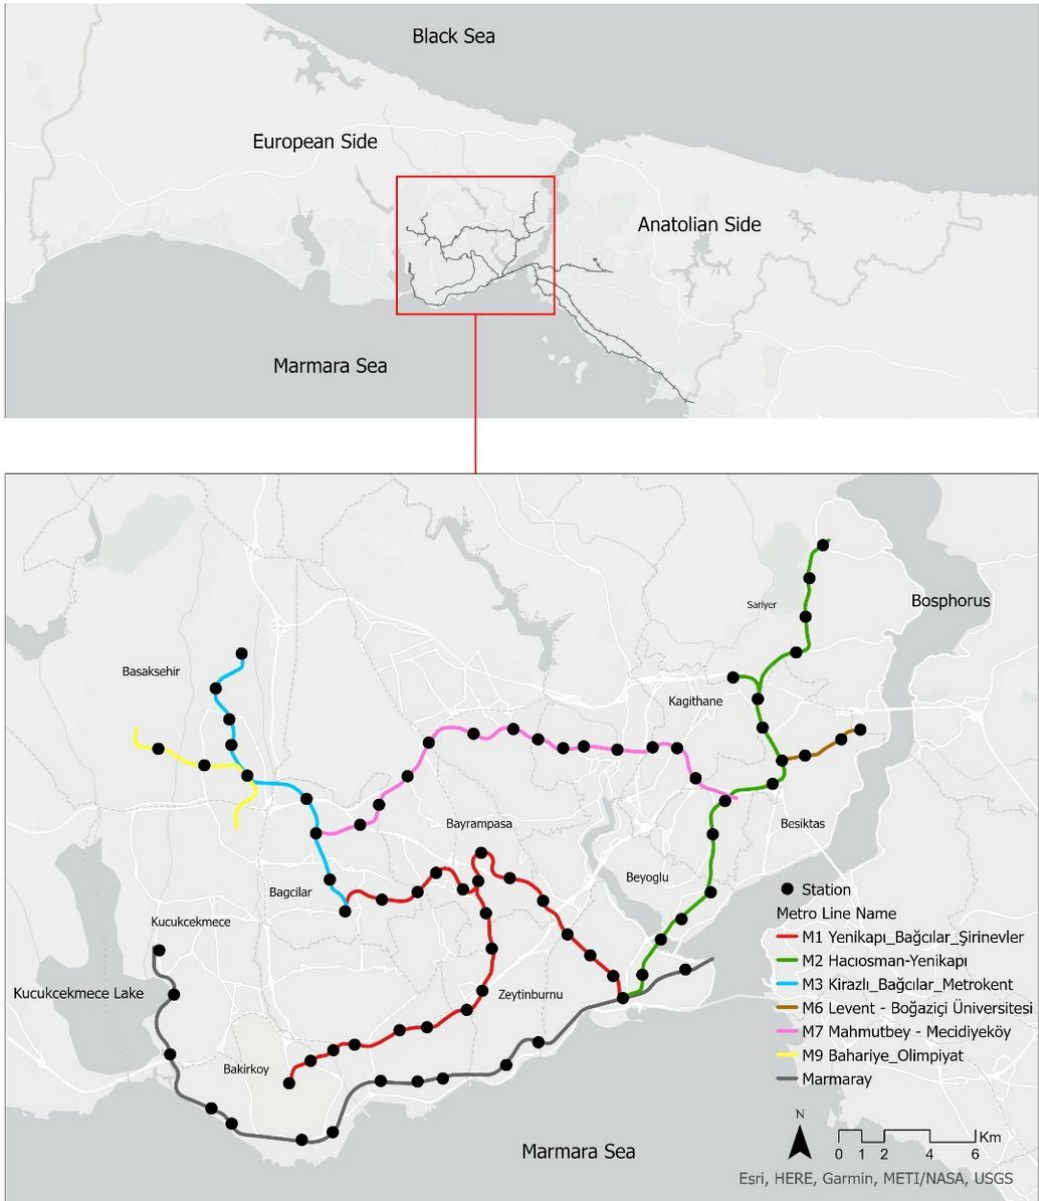 Black Sea
European Side
Anatolian Side
Marmara Sea
Bosphorus
Sariyer
Basaksehir
Kagithane
Bayrampasa
Besiktas
Beyoglu
Bagcilar
Kucukcekmece
Kucukcekmece Lake
Zeytinburnu
Bakirkoy
Marmara Sea
Station
Metro Line Name
M1 Yenikapı_Bağcılar_Şirinevler
M2 Hacıosman-Yenikapı
M3 Kirazlı_Bağcılar_Metrokent
M6 Levent - Boğaziçi Üniversitesi
M7 Mahmutbey - Mecidiyeköy
M9 Bahariye_Olimpiyat
Marmaray
N
Km
0 1 2 4 6
Esri, HERE, Garmin, METI/NASA, USGS